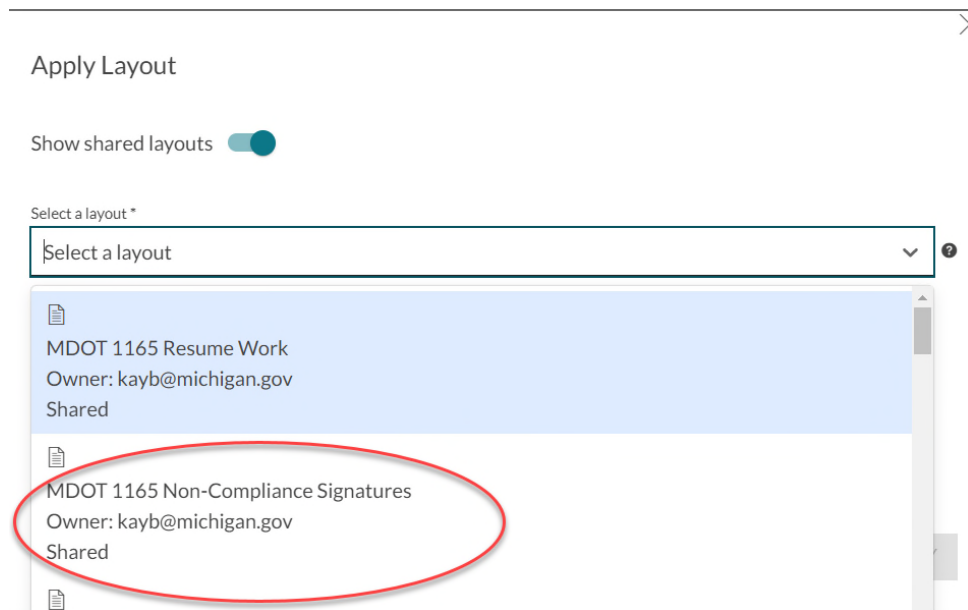 Apply Layout
Show shared layouts
Select a layout *
Select a layout
MDOT 1165 Resume Work
Owner: kayb@michigan.gov
Shared
MDOT 1165 Non-Compliance Signatures
Owner: kayb@michigan.gov
Shared